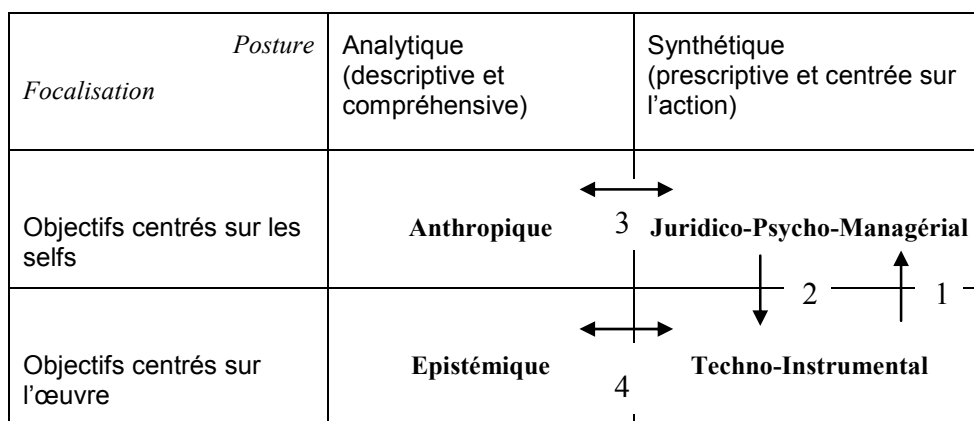 Posture
Focalisation
Analytique
(descriptive et
compréhensive)
Synthétique
(prescriptive et centrée sur
l’action)
Objectifs centrés sur les
selfs
Anthropique
3
Juridico-Psycho-Managérial
2
1
Objectifs centrés sur
l’œuvre
Epistémique
4
Techno-Instrumental